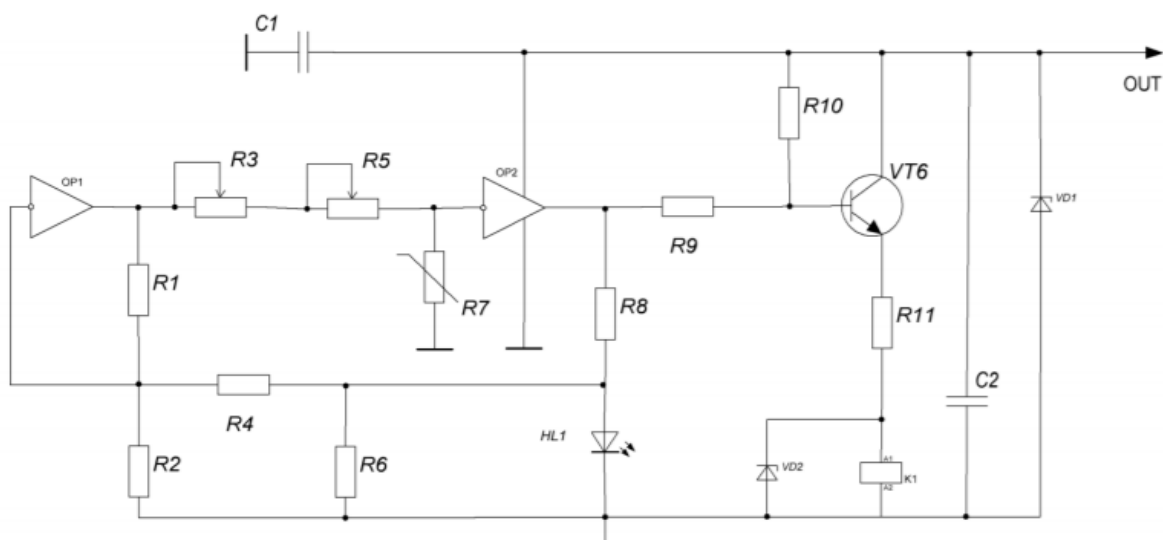 C1
OUT
R10
R3
R5
OP1
OP2
VT6
VD1
R9
R1
R7
R8
R11
C2
R4
HL1
R2
R6
VD2
A1
K1
A2